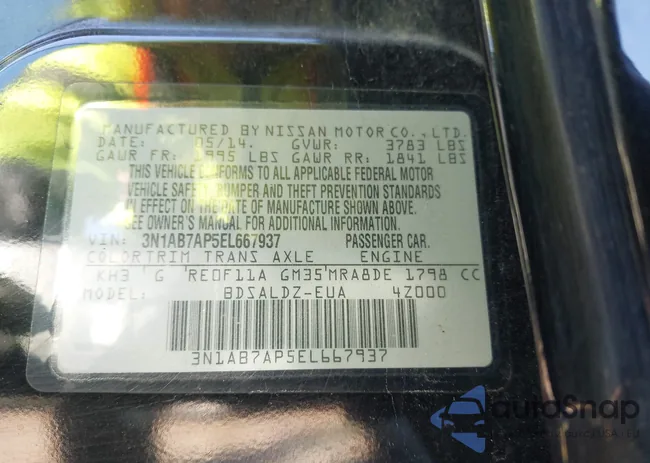 MANUFACTURED BY NISSAN MOTOR CO., LTD.
DATE: 05/14. GVWR: 3783 LBS
GAWR FR: 1995 LBS GAWR RR: 1841 LBS
THIS VEHICLE CONFORMS TO ALL APPLICABLE FEDERAL MOTOR
VEHICLE SAFETY, BUMPER AND THEFT PREVENTION STANDARDS
IN EFFECT ON THE DATE OF MANUFACTURE SHOWN ABOVE.
SEE OWNER'S MANUAL FOR ADDITIONAL INFORMATION.
VIN: 3N1AB7AP5EL667937 PASSENGER CAR.
COLOR TRIM TRANS AXLE ENGINE
KH3 G RE0F11A GM35 MRA8DE 1798 CC
BDSALDZ-EUA 4Z000
3N1AB7AP5EL667937
autoSnap